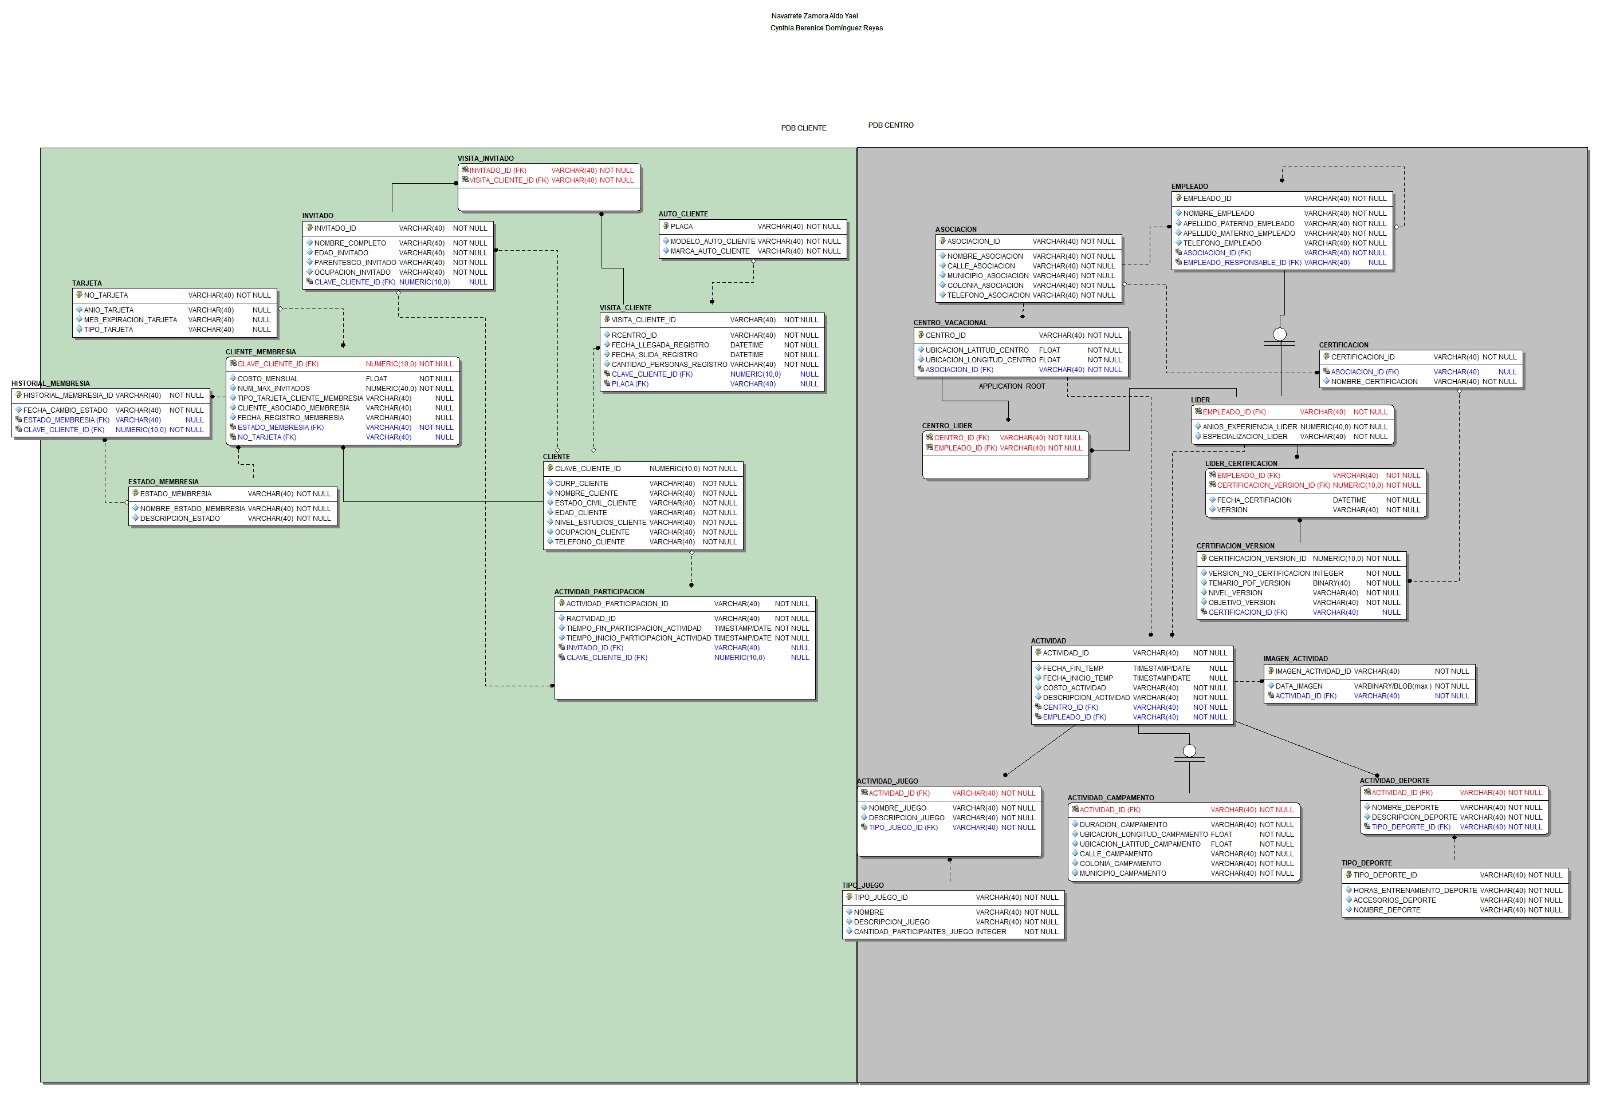 Navarrete Zamora Aldo Yael
Cynthia Berenice Domínguez Reyes
PDB CLIENTE
PDB CENTRO
VISITA_INVITADO
INVITADO_ID (FK) VARCHAR(40) NOT NULL
VISITA_CLIENTE_ID (FK) VARCHAR(40) NOT NULL
INVITADO
INVITADO_ID VARCHAR(40) NOT NULL
NOMBRE_COMPLETO VARCHAR(40) NOT NULL
EDAD_INVITADO VARCHAR(40) NOT NULL
PARENTESCO_INVITADO VARCHAR(40) NOT NULL
OCUPACION_INVITADO VARCHAR(40) NOT NULL
CLAVE_CLIENTE_ID (FK) NUMERIC(10,0) NULL
AUTO_CLIENTE
PLACA VARCHAR(40) NOT NULL
MODELO_AUTO_CLIENTE VARCHAR(40) NOT NULL
MARCA_AUTO_CLIENTE VARCHAR(40) NOT NULL
TARJETA
NO_TARJETA VARCHAR(40) NOT NULL
ANIO_TARJETA VARCHAR(40) NULL
MES_EXPIRACION_TARJETA VARCHAR(40) NULL
TIPO_TARJETA VARCHAR(40) NULL
VISITA_CLIENTE
VISITA_CLIENTE_ID VARCHAR(40) NOT NULL
RCENTRO_ID VARCHAR(40) NOT NULL
FECHA_LLEGADA_REGISTRO DATETIME NOT NULL
FECHA_SLIDA_REGISTRO DATETIME NOT NULL
CANTIDAD_PERSONAS_REGISTRO VARCHAR(40) NOT NULL
CLAVE_CLIENTE_ID (FK) NUMERIC(10,0) NULL
PLACA (FK) VARCHAR(40) NULL
CLIENTE_MEMBRESIA
CLAVE_CLIENTE_ID (FK) NUMERIC(10,0) NOT NULL
COSTO_MENSUAL FLOAT NOT NULL
NUM_MAX_INVITADOS NUMERIC(40,0) NOT NULL
TIPO_TARJETA_CLIENTE_MEMBRESIA VARCHAR(40) NULL
CLIENTE_ASOCIADO_MEMBRESIA VARCHAR(40) NULL
FECHA_REGISTRO_MEMBRESIA VARCHAR(40) NULL
ESTADO_MEMBRESIA (FK) VARCHAR(40) NOT NULL
NO_TARJETA (FK) VARCHAR(40) NULL
HISTORIAL_MEMBRESIA
HISTORIAL_MEMBRESIA_ID VARCHAR(40) NOT NULL
FECHA_CAMBIO_ESTADO VARCHAR(40) NOT NULL
ESTADO_MEMBRESIA (FK) VARCHAR(40) NOT NULL
CLAVE_CLIENTE_ID (FK) NUMERIC(10,0) NOT NULL
ESTADO_MEMBRESIA
ESTADO_MEMBRESIA VARCHAR(40) NOT NULL
NOMBRE_ESTADO_MEMBRESIA VARCHAR(40) NOT NULL
DESCRIPCION_ESTADO VARCHAR(40) NOT NULL
CLIENTE
CLAVE_CLIENTE_ID NUMERIC(10,0) NOT NULL
CURP_CLIENTE VARCHAR(40) NOT NULL
NOMBRE_CLIENTE VARCHAR(40) NOT NULL
ESTADO_CIVIL_CLIENTE VARCHAR(40) NOT NULL
EDAD_CLIENTE VARCHAR(40) NOT NULL
NIVEL_ESTUDIOS_CLIENTE VARCHAR(40) NOT NULL
OCUPACION_CLIENTE VARCHAR(40) NOT NULL
TELEFONO_CLIENTE VARCHAR(40) NOT NULL
ACTIVIDAD_PARTICIPACION
ACTIVIDAD_PARTICIPACION_ID VARCHAR(40) NOT NULL
RACTVIDAD_ID VARCHAR(40) NOT NULL
TIEMPO_FIN_PARTICIPACION_ACTIVIDAD TIMESTAMP/DATE NOT NULL
TIEMPO_INICIO_PARTICIPACION_ACTIVIDAD TIMESTAMP/DATE NOT NULL
INVITADO_ID (FK) VARCHAR(40) NULL
CLAVE_CLIENTE_ID (FK) NUMERIC(10,0) NULL
EMPLEADO
EMPLEADO_ID VARCHAR(40) NOT NULL
NOMBRE_EMPLEADO VARCHAR(40) NOT NULL
APELLIDO_PATERNO_EMPLEADO VARCHAR(40) NOT NULL
APELLIDO_MATERNO_EMPLEADO VARCHAR(40) NOT NULL
TELEFONO_EMPLEADO VARCHAR(40) NOT NULL
ASOCIACION_ID (FK) VARCHAR(40) NOT NULL
EMPLEADO_RESPONSABLE_ID (FK) VARCHAR(40) NULL
ASOCIACION
ASOCIACION_ID VARCHAR(40) NOT NULL
NOMBRE_ASOCIACION VARCHAR(40) NOT NULL
CALLE_ASOCIACION VARCHAR(40) NOT NULL
MUNICIPIO_ASOCIACION VARCHAR(40) NOT NULL
COLONIA_ASOCIACION VARCHAR(40) NOT NULL
TELEFONO_ASOCIACION VARCHAR(40) NOT NULL
CENTRO_VACACIONAL
CENTRO_ID VARCHAR(40) NOT NULL
UBICACION_LATITUD_CENTRO FLOAT NOT NULL
UBICACION_LONGITUD_CENTRO FLOAT NOT NULL
ASOCIACION_ID (FK) VARCHAR(40) NOT NULL
APPLICATION ROOT
CERTIFICACION
CERTIFICACION_ID VARCHAR(40) NOT NULL
ASOCIACION_ID (FK) VARCHAR(40) NULL
NOMBRE_CERTIFICACION VARCHAR(40) NOT NULL
CENTRO_LIDER
CENTRO_ID (FK) VARCHAR(40) NOT NULL
EMPLEADO_ID (FK) VARCHAR(40) NOT NULL
LIDER
EMPLEADO_ID (FK) VARCHAR(40) NOT NULL
ANIOS_EXPERIENCIA_LIDER NUMERIC(40,0) NOT NULL
ESPECIALIZACION_LIDER VARCHAR(40) NOT NULL
LIDER_CERTIFICACION
EMPLEADO_ID (FK) VARCHAR(40) NOT NULL
CERTIFICACION_VERSION_ID (FK) NUMERIC(10,0) NOT NULL
FECHA_CERTIFIACION DATETIME NOT NULL
VERSION VARCHAR(40) NOT NULL
CERTIFIACION_VERSION
CERTIFICACION_VERSION_ID NUMERIC(10,0) NOT NULL
VERSION_NO_CERTIFICACION INTEGER NOT NULL
TEMARIO_PDF_VERSION BINARY(40) NOT NULL
NIVEL_VERSION VARCHAR(40) NOT NULL
OBJETIVO_VERSION VARCHAR(40) NOT NULL
CERTIFICACION_ID (FK) VARCHAR(40) NULL
ACTIVIDAD
ACTIVIDAD_ID VARCHAR(40) NOT NULL
FECHA_FIN_TEMP TIMESTAMP/DATE NULL
FECHA_INICIO_TEMP TIMESTAMP/DATE NULL
COSTO_ACTIVIDAD VARCHAR(40) NOT NULL
DESCRIPCION_ACTIVIDAD VARCHAR(40) NOT NULL
CENTRO_ID (FK) VARCHAR(40) NOT NULL
EMPLEADO_ID (FK) VARCHAR(40) NOT NULL
IMAGEN_ACTIVIDAD
IMAGEN_ACTIVIDAD_ID VARCHAR(40) NOT NULL
DATA_IMAGEN VARBINARY/BLOB(max ) NOT NULL
ACTIVIDAD_ID (FK) VARCHAR(40) NOT NULL
ACTIVIDAD_JUEGO
ACTIVIDAD_ID (FK) VARCHAR(40) NOT NULL
NOMBRE_JUEGO VARCHAR(40) NOT NULL
DESCRIPCION_JUEGO VARCHAR(40) NOT NULL
TIPO_JUEGO_ID (FK) VARCHAR(40) NOT NULL
ACTIVIDAD_CAMPAMENTO
ACTIVIDAD_ID (FK) VARCHAR(40) NOT NULL
DURACION_CAMPAMENTO VARCHAR(40) NOT NULL
UBICACION_LONGITUD_CAMPAMENTO FLOAT NOT NULL
UBICACION_LATITUD_CAMPAMENTO FLOAT NOT NULL
CALLE_CAMPAMENTO VARCHAR(40) NOT NULL
COLONIA_CAMPAMENTO VARCHAR(40) NOT NULL
MUNICIPIO_CAMPAMENTO VARCHAR(40) NOT NULL
ACTIVIDAD_DEPORTE
ACTIVIDAD_ID (FK) VARCHAR(40) NOT NULL
NOMBRE_DEPORTE VARCHAR(40) NOT NULL
DESCRIPCION_DEPORTE VARCHAR(40) NOT NULL
TIPO_DEPORTE_ID (FK) VARCHAR(40) NOT NULL
TIPO_JUEGO
TIPO_JUEGO_ID VARCHAR(40) NOT NULL
NOMBRE VARCHAR(40) NOT NULL
DESCRIPCION_JUEGO VARCHAR(40) NOT NULL
CANTIDAD_PARTICIPANTES_JUEGO INTEGER NOT NULL
TIPO_DEPORTE
TIPO_DEPORTE_ID VARCHAR(40) NOT NULL
HORAS_ENTRENAMIENTO_DEPORTE VARCHAR(40) NOT NULL
ACCESORIOS_DEPORTE VARCHAR(40) NOT NULL
NOMBRE_DEPORTE VARCHAR(40) NOT NULL